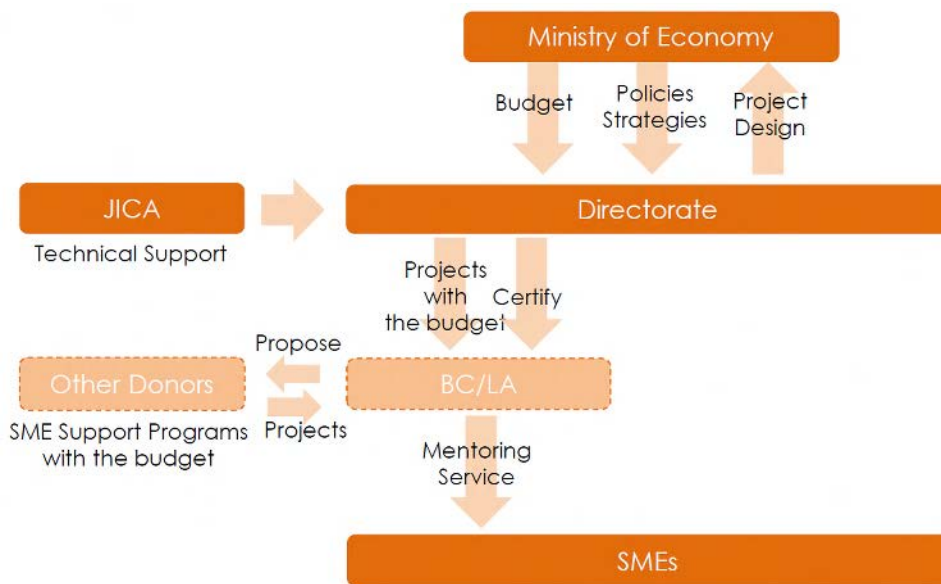 Ministry of Economy
Budget
Policies
Strategies
Project
Design
JICA
Directorate
Technical Support
Projects
with
the budget
Certify
Propose
Other Donors
BC/LA
Projects
SME Support Programs
with the budget
Mentoring
Service
SMEs